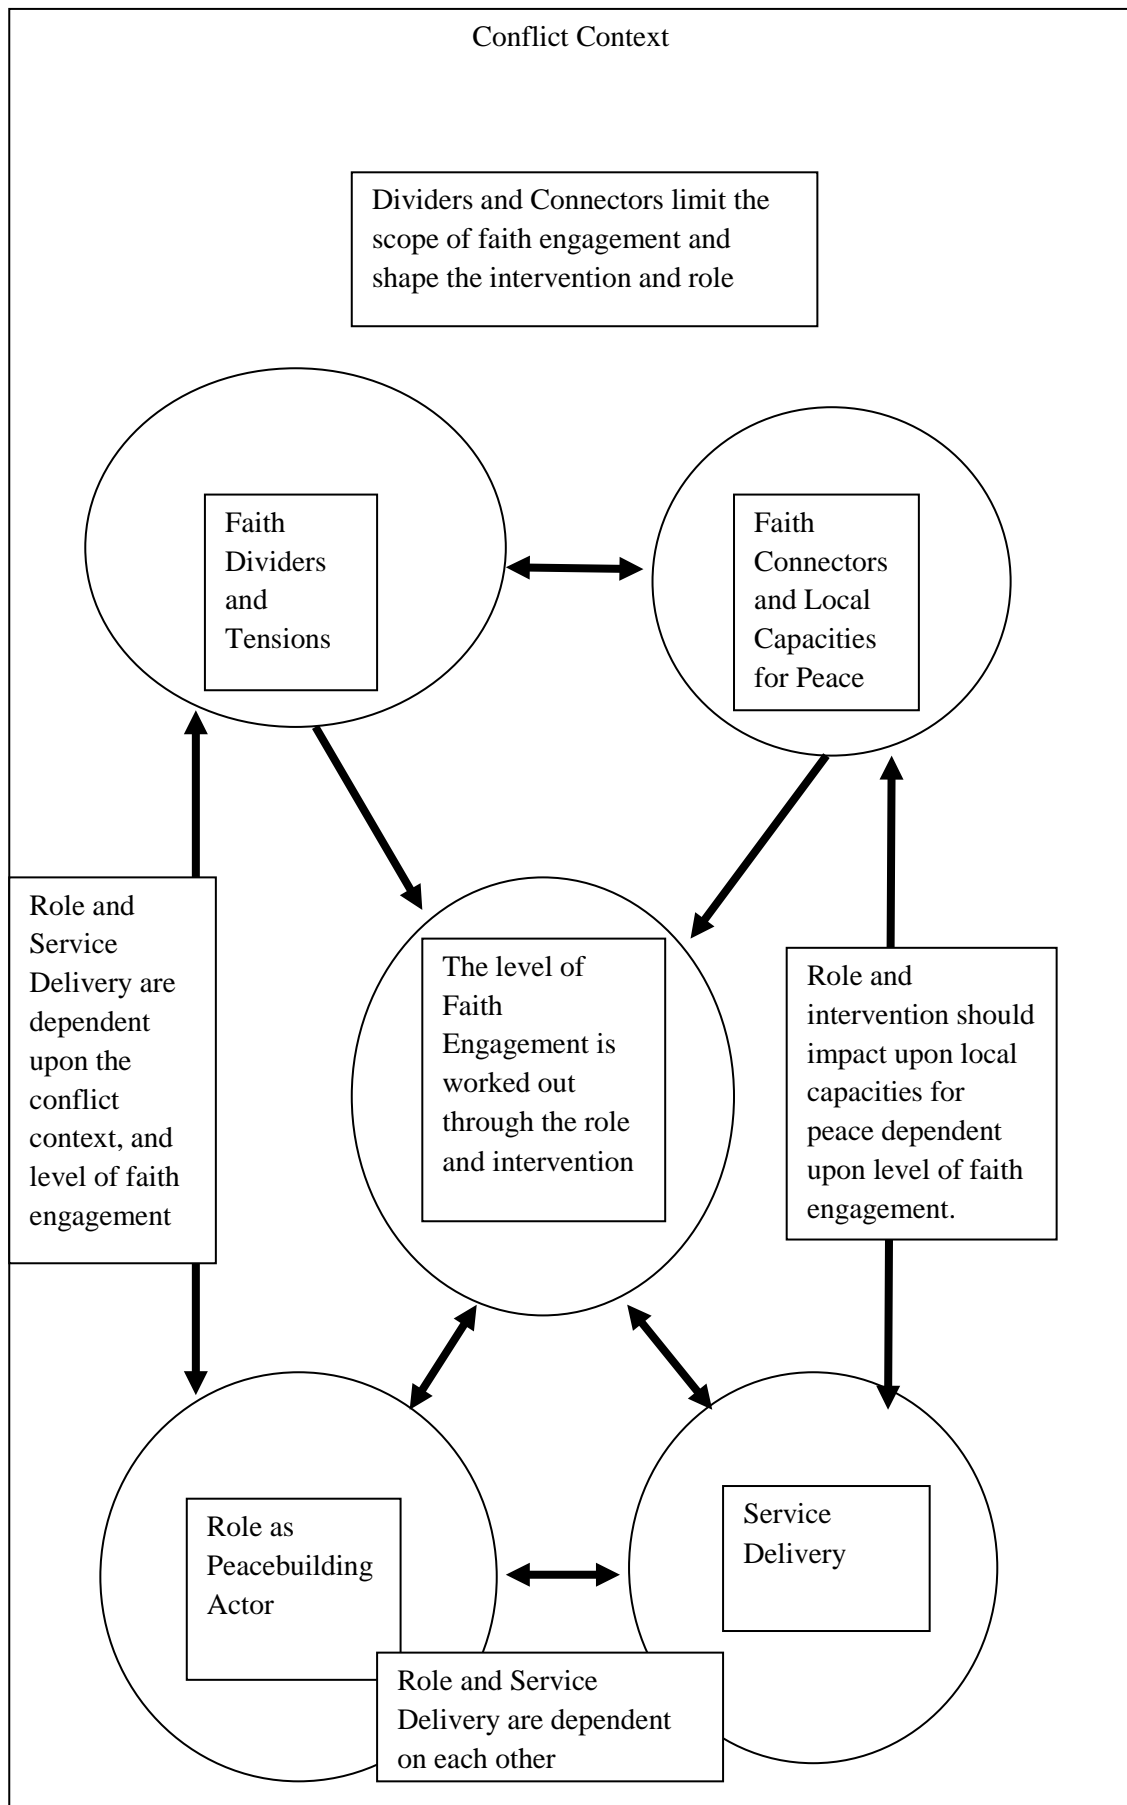 Conflict Context
Dividers and Connectors limit the
scope of faith engagement and
shape the intervention and role
Faith
Dividers
and
Tensions
Faith
Connectors
and Local
Capacities
for Peace
Role and
Service
Delivery are
dependent
upon the
conflict
context, and
level of faith
engagement
The level of
Faith
Engagement is
worked out
through the role
and intervention
Role and
intervention should
impact upon local
capacities for
peace dependent
upon level of faith
engagement.
Role as
Peacebuilding
Actor
Service
Delivery
Role and Service
Delivery are dependent
on each other